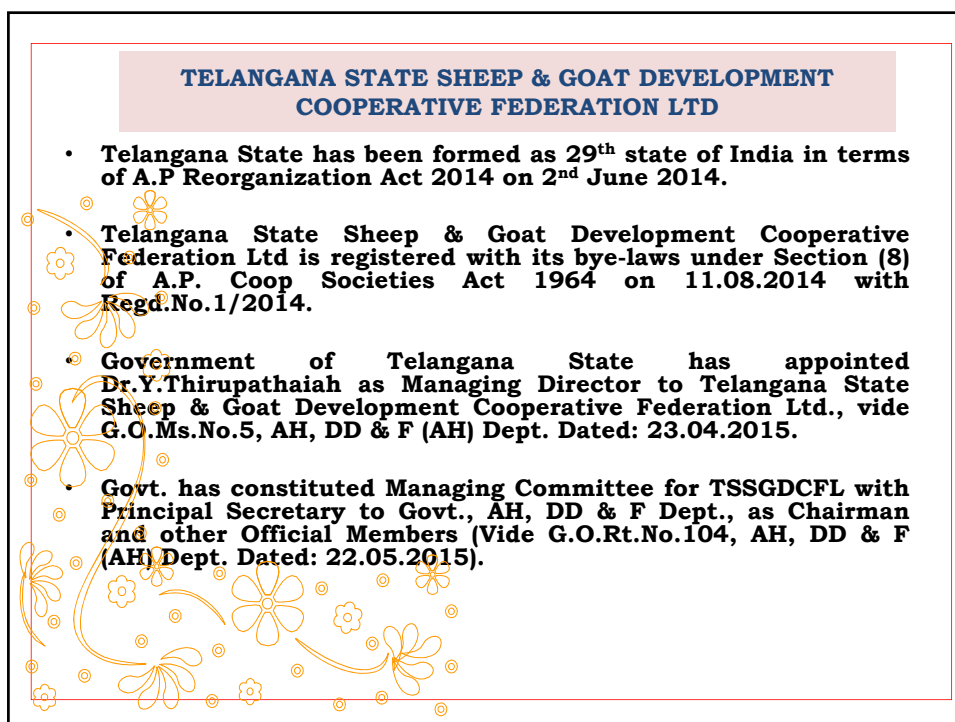 TELANGANA STATE SHEEP & GOAT DEVELOPMENT
COOPERATIVE FEDERATION LTD
• Telangana State has been formed as 29th state of India in terms
of A.P Reorganization Act 2014 on 2nd June 2014.
• Telangana State Sheep & Goat Development Cooperative
Federation Ltd is registered with its bye-laws under Section (8)
of A.P. Coop Societies Act 1964 on 11.08.2014 with
Regd.No.1/2014.
• Government of Telangana State has appointed
Dr.Y.Thirupathaiah as Managing Director to Telangana State
Sheep & Goat Development Cooperative Federation Ltd., vide
G.O.Ms.No.5, AH, DD & F (AH) Dept. Dated: 23.04.2015.
• Govt. has constituted Managing Committee for TSSGDCFL with
Principal Secretary to Govt., AH, DD & F Dept., as Chairman
and other Official Members (Vide G.O.Rt.No.104, AH, DD & F
(AH) Dept. Dated: 22.05.2015).